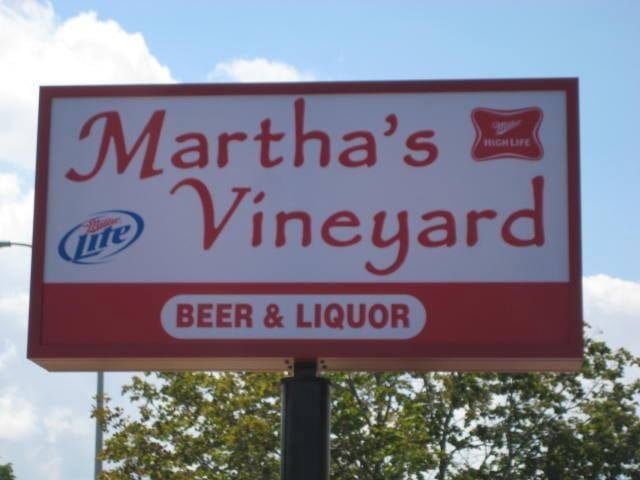 Martha's
Miller
HIGH LIFE
Vineyard
Miller
Lite
BEER & LIQUOR